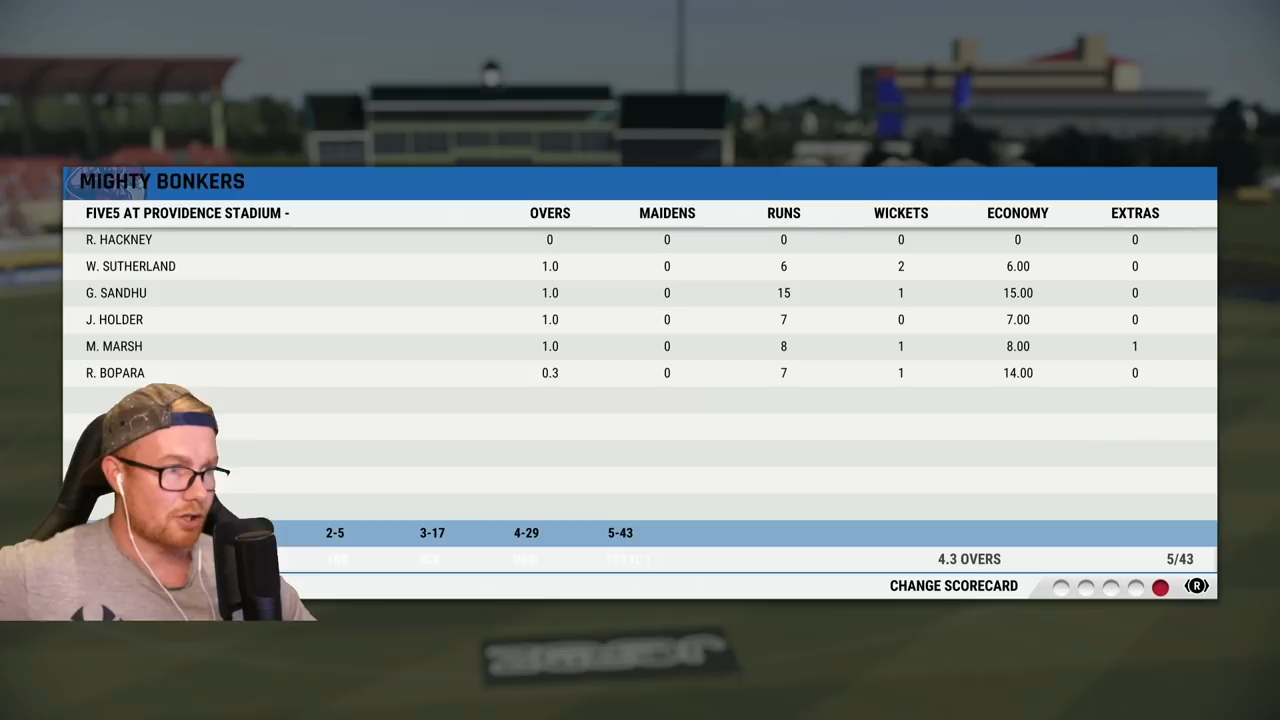 MIGHTY BONKERS
FIVE5 AT PROVIDENCE STADIUM - OVERS MAIDENS RUNS WICKETS ECONOMY EXTRAS
R. HACKNEY 0 0 0 0 0 0
W. SUTHERLAND 1.0 0 6 2 6.00 0
G. SANDHU 1.0 0 15 1 15.00 0
J. HOLDER 1.0 0 7 0 7.00 0
M. MARSH 1.0 0 8 1 8.00 1
R. BOPARA 0.3 0 7 1 14.00 0
2-5 3-17 4-29 5-43
4.3 OVERS 5/43
CHANGE SCORECARD R